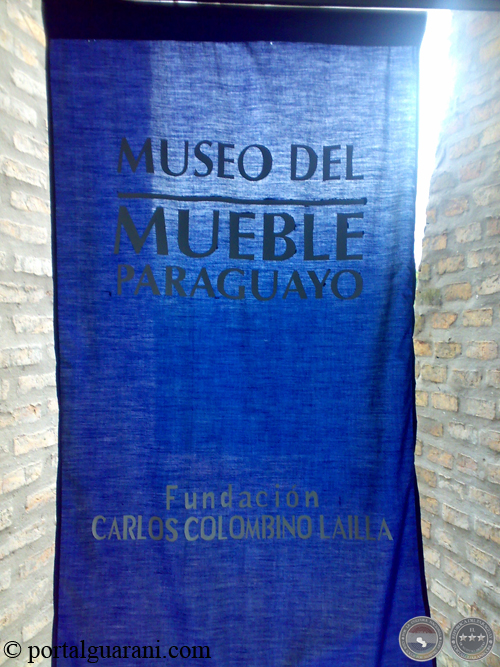 MUSEO DEL
MUEBLE
PARAGUAYO
Fundación
CARLOS COLOMBINO LAILLA
© portalguarani.com